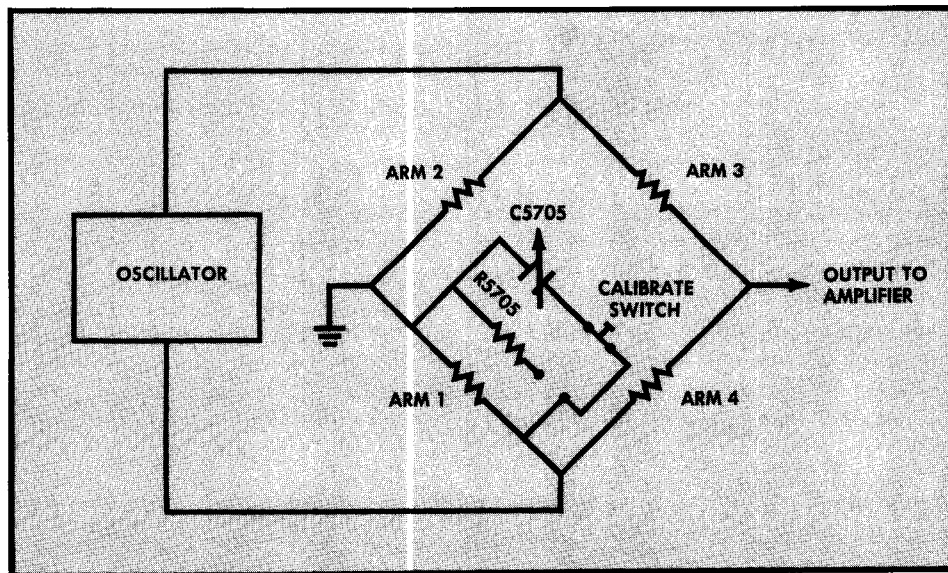 ARM 2
ARM 3
C5705
OSCILLATOR
R5705
CALIBRATE
SWITCH
OUTPUT TO
AMPLIFIER
ARM 1
ARM 4